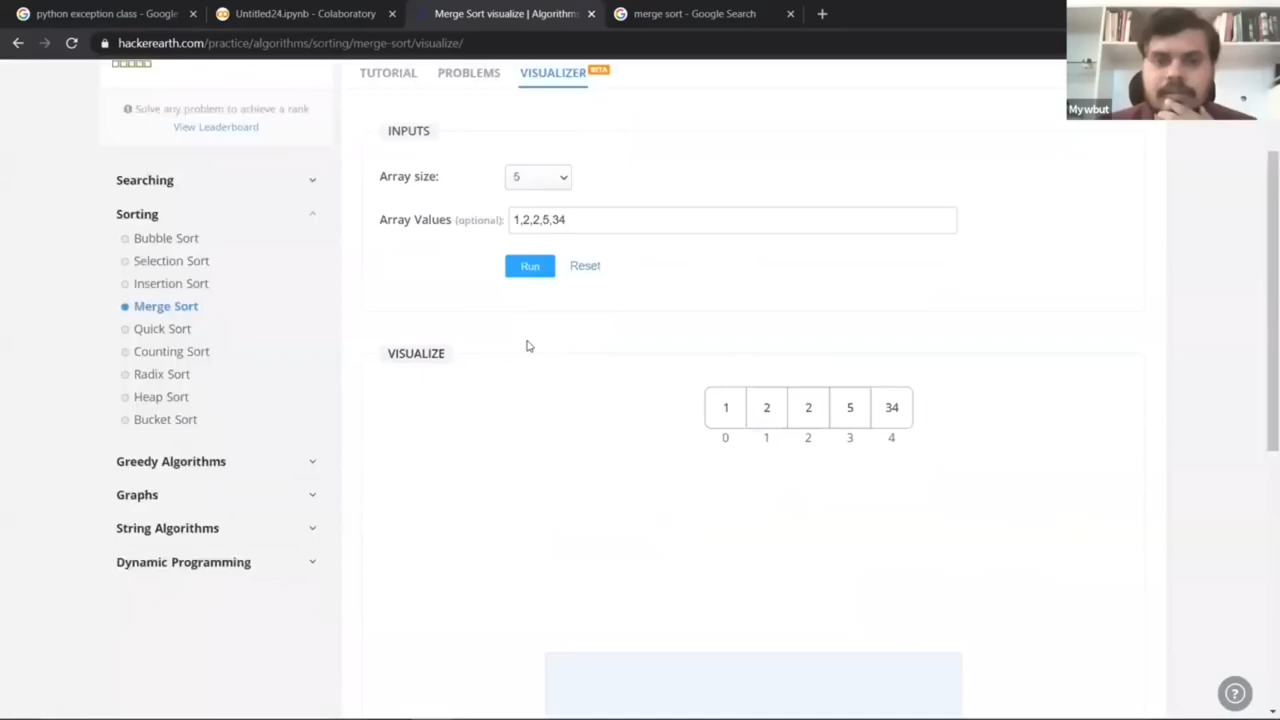 python exception class - Google
Untitled24.ipynb - Colaboratory
Merge Sort visualize | Algorithms
merge sort - Google Search
hackerearth.com/practice/algorithms/sorting/merge-sort/visualize/
Mywbut
TUTORIAL
PROBLEMS
VISUALIZER
BETA
Solve any problem to achieve a rank
View Leaderboard
INPUTS
Array size:
5
Array Values (optional):
1,2,2,5,34
Run
Reset
Searching
Sorting
Bubble Sort
Selection Sort
Insertion Sort
Merge Sort
Quick Sort
Counting Sort
Radix Sort
Heap Sort
Bucket Sort
Greedy Algorithms
Graphs
String Algorithms
Dynamic Programming
VISUALIZE
1 2 2 5 34
0 1 2 3 4
?